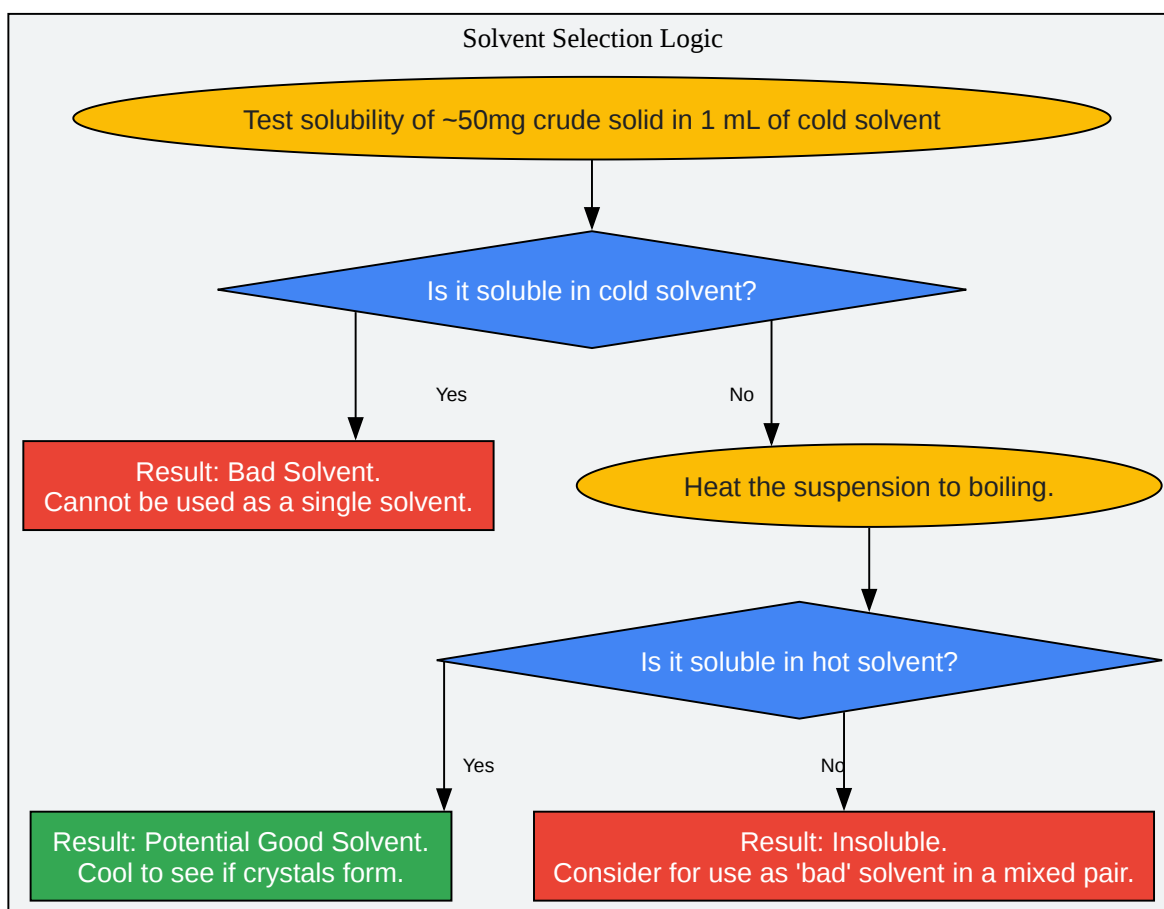 Solvent Selection Logic
Test solubility of ~50mg crude solid in 1 mL of cold solvent
Is it soluble in cold solvent?
Yes
No
Result: Bad Solvent.
Cannot be used as a single solvent.
Heat the suspension to boiling.
Is it soluble in hot solvent?
Yes
No
Result: Potential Good Solvent.
Cool to see if crystals form.
Result: Insoluble.
Consider for use as 'bad' solvent in a mixed pair.